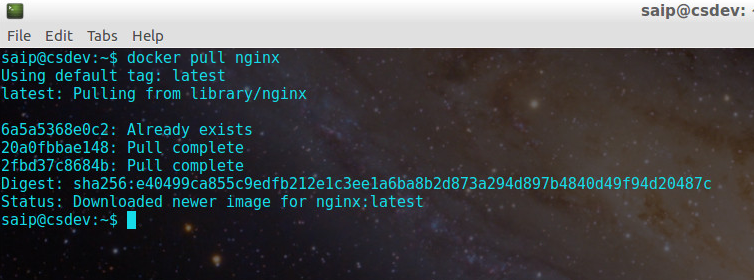 saip@csdev: 
File Edit Tabs Help
saip@csdev:~$ docker pull nginx
Using default tag: latest
latest: Pulling from library/nginx
6a5a5368e0c2: Already exists
20a0fbbae148: Pull complete
2fbd37c8684b: Pull complete
Digest: sha256:e40499ca855c9edfb212e1c3ee1a6ba8b2d873a294d897b4840d49f94d20487c
Status: Downloaded newer image for nginx:latest
saip@csdev:~$